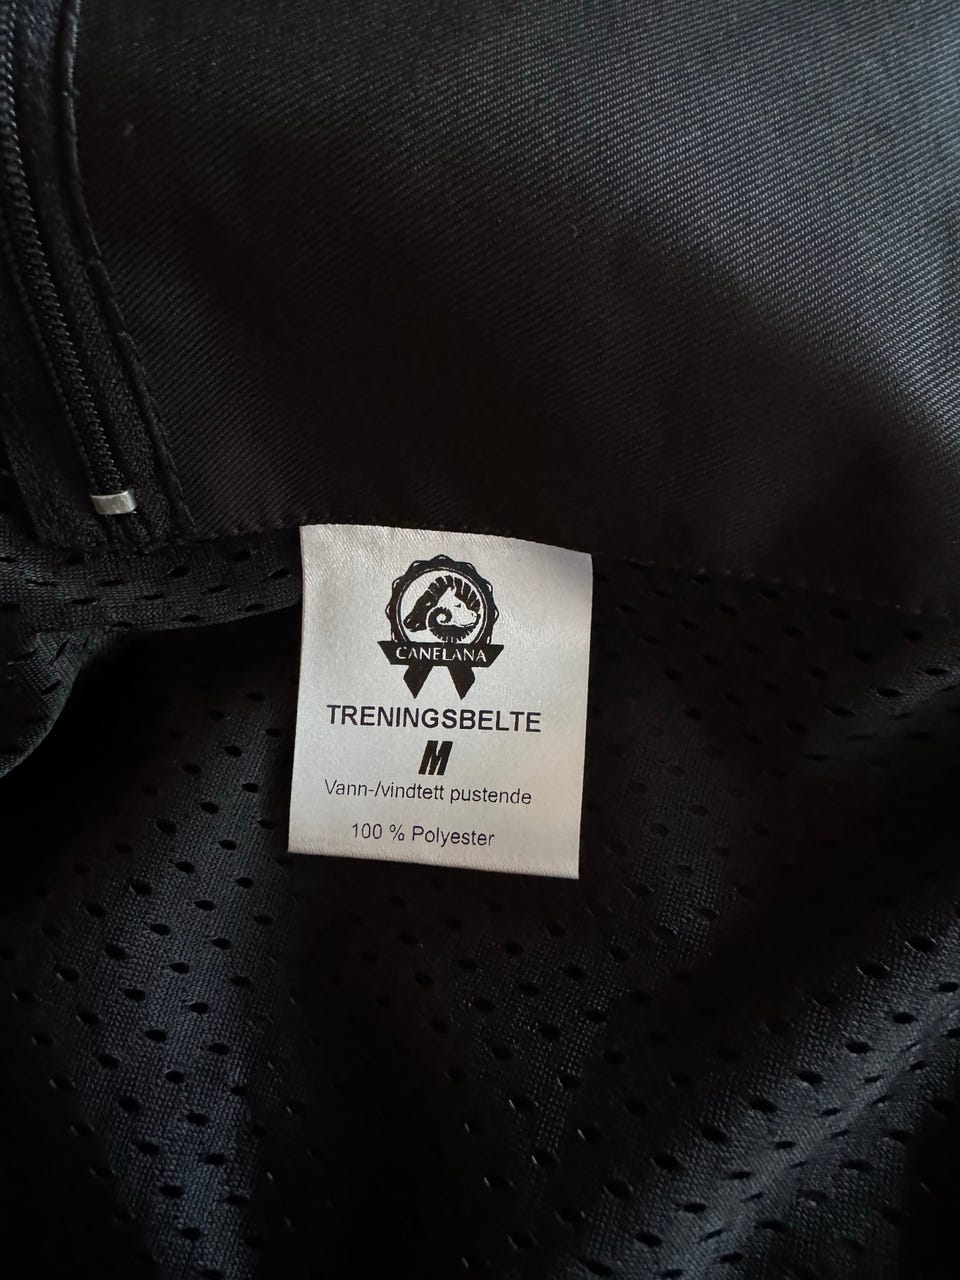 CANELANA
TRENINGSBELTE
M
Vann-/vindtett pustende
100 % Polyester